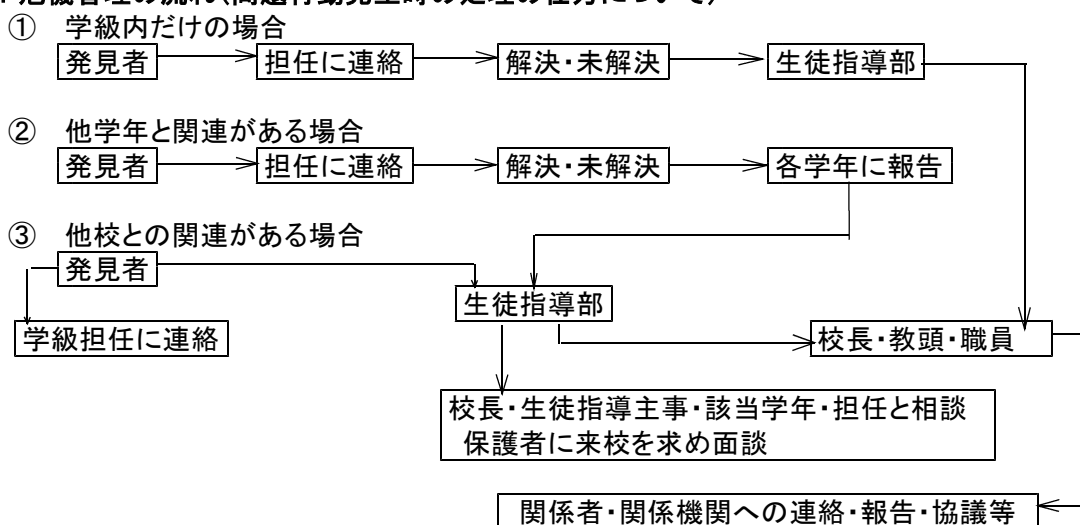 危機管理の流れ(問題行動発生時の処理の仕方について)
① 学級内だけの場合
発見者 担任に連絡 解決・未解決 生徒指導部
② 他学年と関連がある場合
発見者 担任に連絡 解決・未解決 各学年に報告
③ 他校との関連がある場合
発見者
生徒指導部
学級担任に連絡 校長・教頭・職員
校長・生徒指導主事・該当学年・担任と相談
保護者に来校を求め面談
関係者・関係機関への連絡・報告・協議等